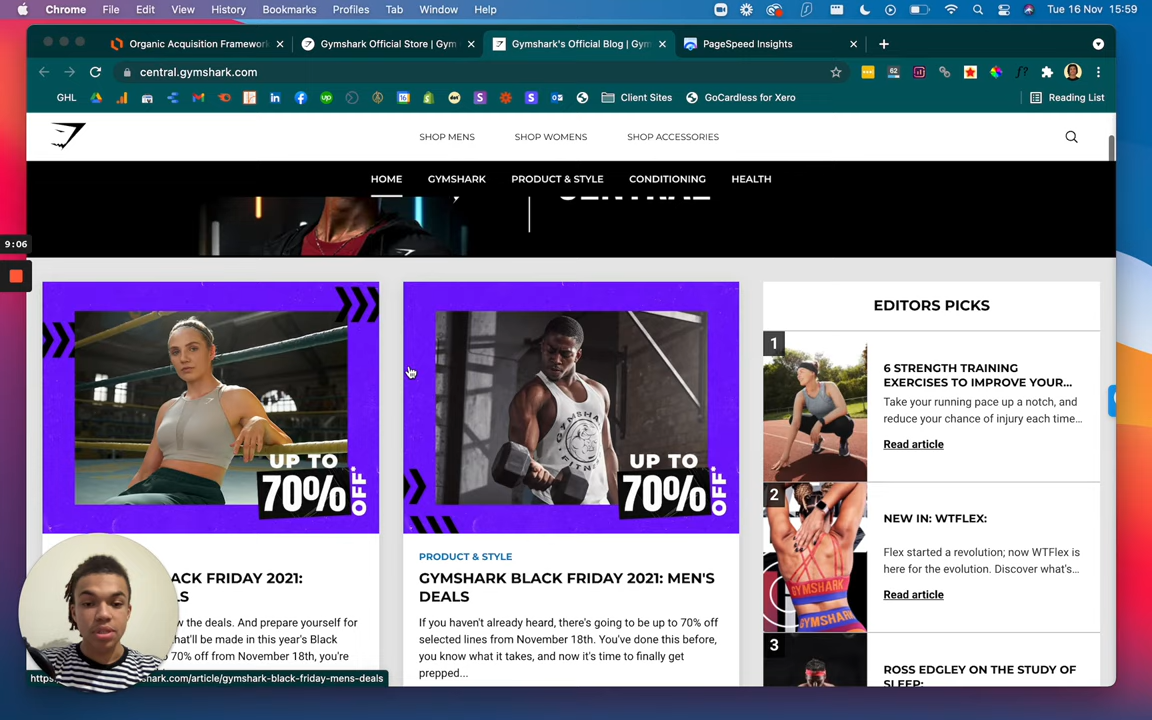 Chrome File Edit View History Bookmarks Profiles Tab Window Help Tue 16 Nov 15:59
Organic Acquisition Framework Gymshark Official Store | Gym Gymshark's Official Blog | Gym PageSpeed Insights
central.gymshark.com
GHL Client Sites GoCardless for Xero Reading List
SHOP MENS SHOP WOMENS SHOP ACCESSORIES
HOME GYMSHARK PRODUCT & STYLE CONDITIONING HEALTH
CENTRAL
9:06
UP TO
70% OFF*
UP TO
70% OFF*
GYMSHARK
ACK FRIDAY 2021:
LS
ow the deals. And prepare yourself for
hat'll be made in this year's Black
70% off from November 18th, you're
PRODUCT & STYLE
GYMSHARK BLACK FRIDAY 2021: MEN'S
DEALS
If you haven't already heard, there's going to be up to 70% off
selected lines from November 18th. You've done this before,
you know what it takes, and now it's time to finally get
prepped...
EDITORS PICKS
1
6 STRENGTH TRAINING
EXERCISES TO IMPROVE YOUR...
Take your running pace up a notch, and
reduce your chance of injury each time...
Read article
2
NEW IN: WTFLEX:
Flex started a revolution; now WTFlex is
here for the evolution. Discover what's...
Read article
GYMSHARK
GYMSHARK
3
ROSS EDGLEY ON THE STUDY OF
SLEEP:
shark.com/article/gymshark-black-friday-mens-deals